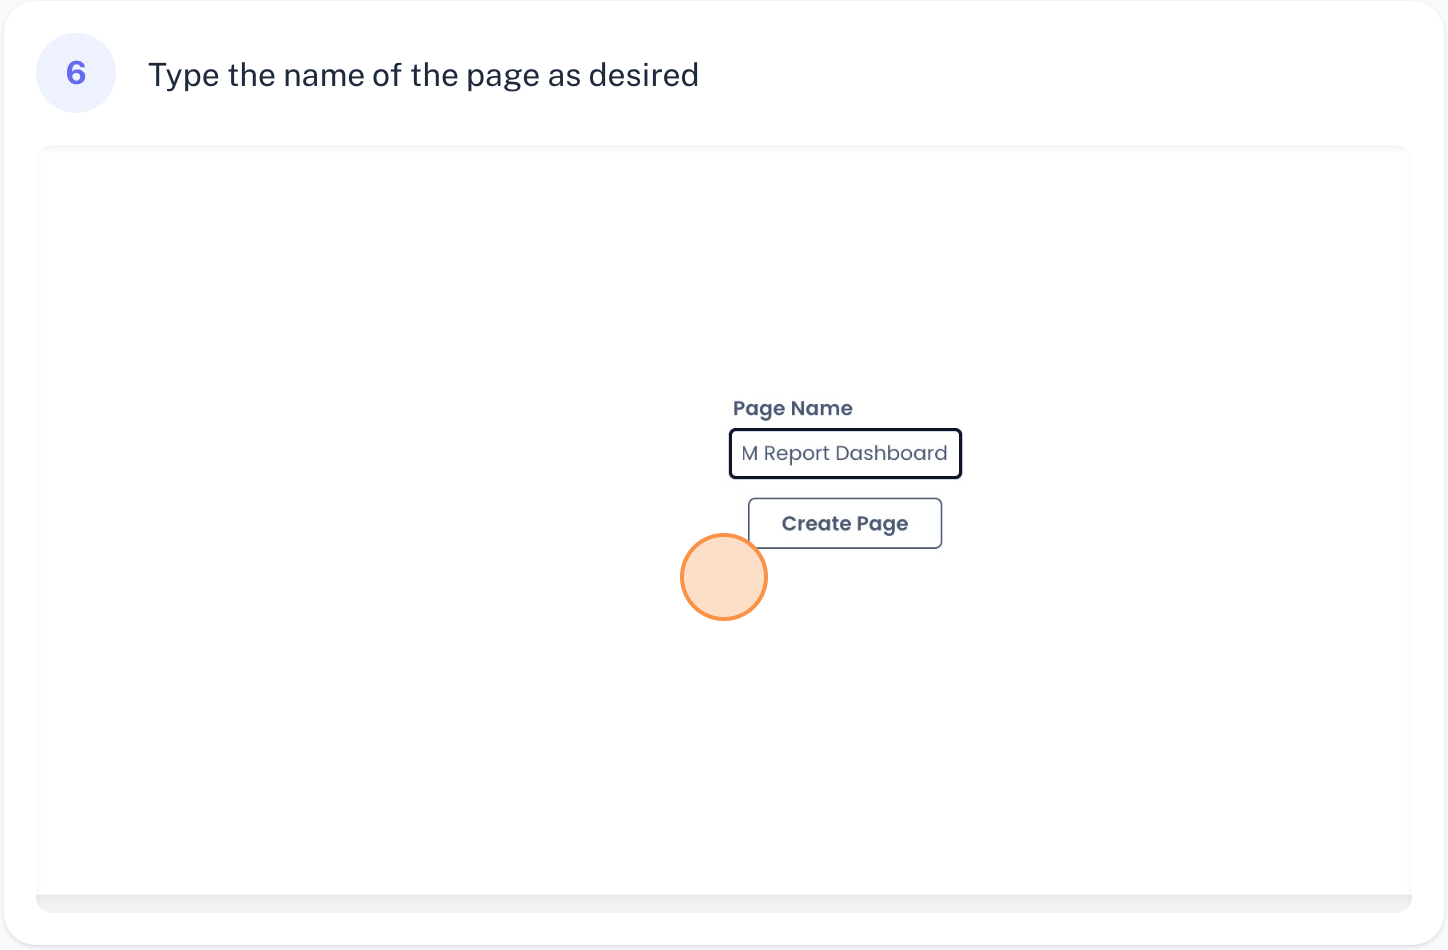 6
Type the name of the page as desired
Page Name
M Report Dashboard
Create Page